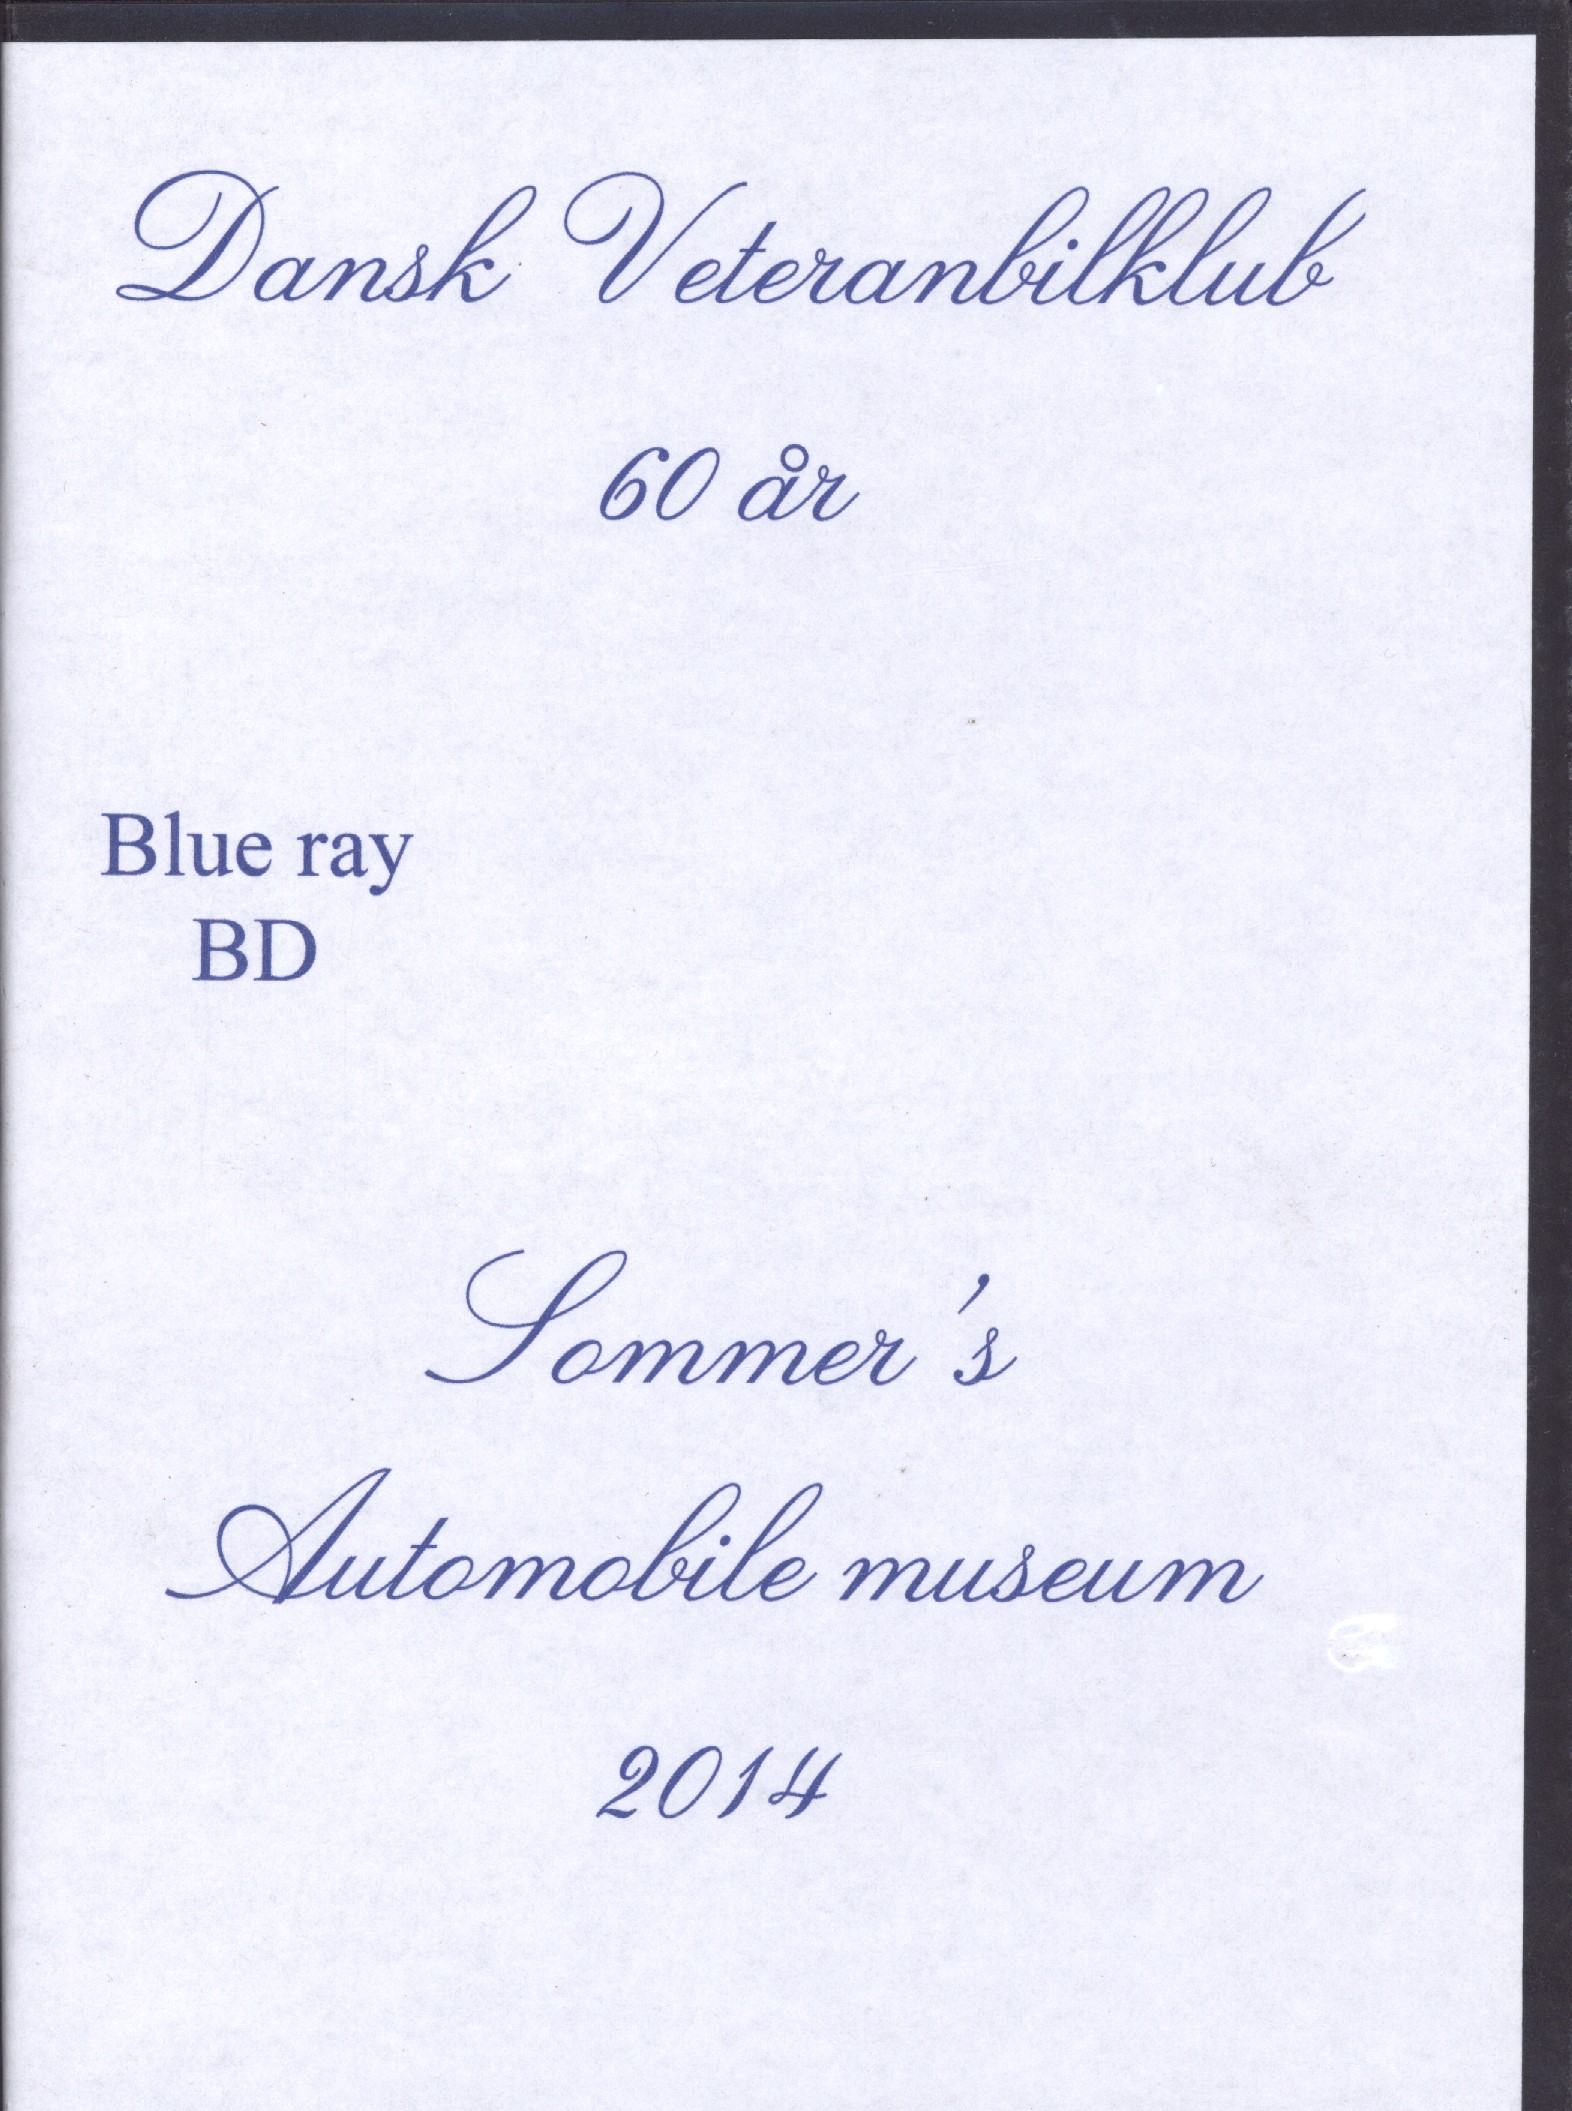 Dansk Veteranbilklub
60 år
Blue ray
BD
Sommer's
Automobile museum
2014